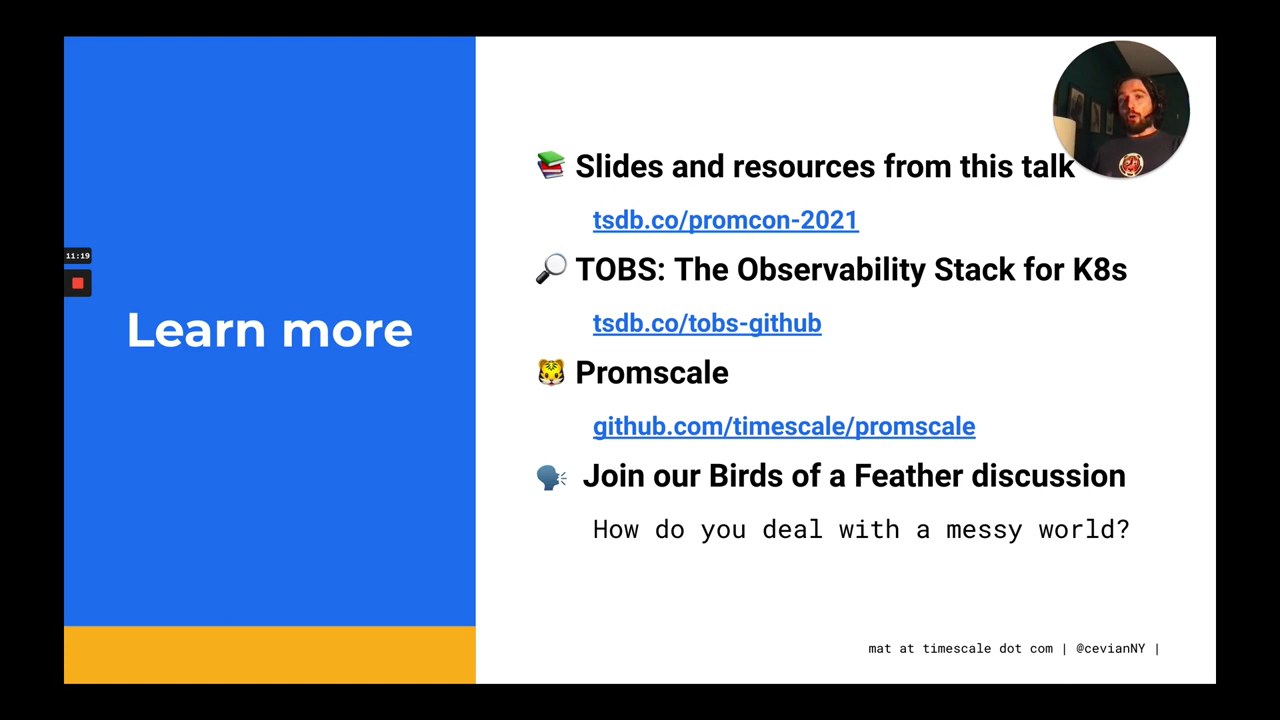 Slides and resources from this talk
tsdb.co/promcon-2021
TOBS: The Observability Stack for K8s
11:19
tsdb.co/tobs-github
Learn more
Promscale
github.com/timescale/promscale
Join our Birds of a Feather discussion
How do you deal with a messy world?
mat at timescale dot com | @cevianNY |